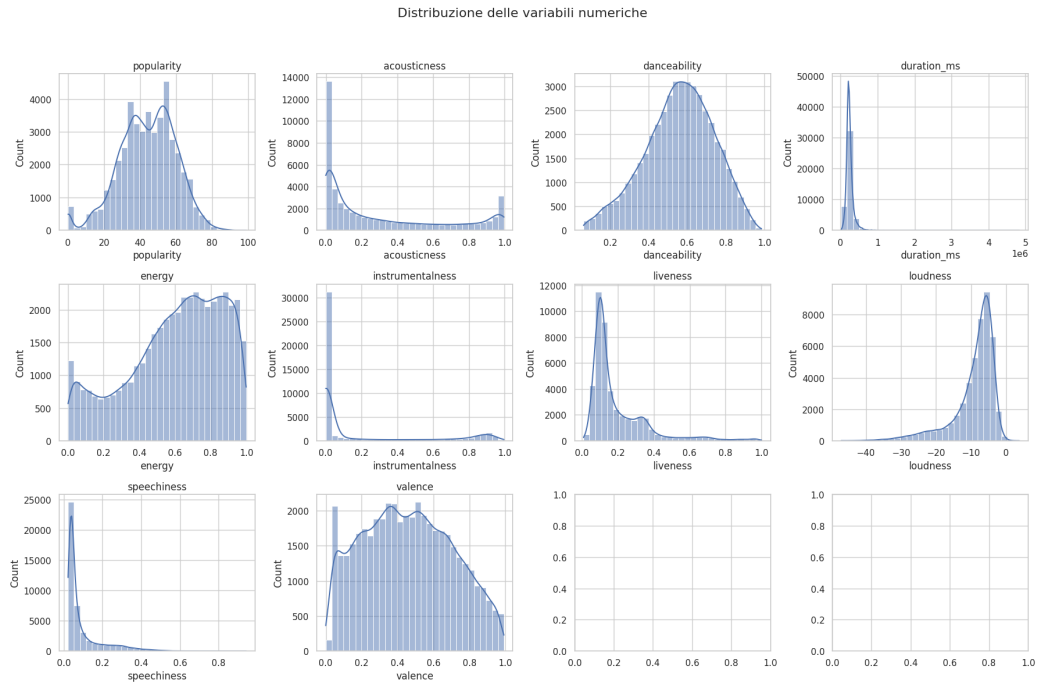 Distribuzione delle variabili numeriche
popularity
acousticness
danceability
duration_ms
4000
3000
2000
1000
0
Count
0 20 40 60 80 100
popularity
14000
12000
10000
8000
6000
4000
2000
0
Count
0.0 0.2 0.4 0.6 0.8 1.0
acousticness
3000
2500
2000
1500
1000
500
0
Count
0.2 0.4 0.6 0.8 1.0
danceability
50000
40000
30000
20000
10000
0
Count
0 1 2 3 4 5
1e6
duration_ms
energy
instrumentalness
liveness
loudness
2000
1500
1000
500
0
Count
0.0 0.2 0.4 0.6 0.8 1.0
energy
30000
25000
20000
15000
10000
5000
0
Count
0.0 0.2 0.4 0.6 0.8 1.0
instrumentalness
12000
10000
8000
6000
4000
2000
0
Count
0.0 0.2 0.4 0.6 0.8 1.0
liveness
8000
6000
4000
2000
0
Count
−40 −30 −20 −10 0
loudness
speechiness
valence
25000
20000
15000
10000
5000
0
Count
0.0 0.2 0.4 0.6 0.8
speechiness
2000
1500
1000
500
0
Count
0.0 0.2 0.4 0.6 0.8 1.0
valence
1.0
0.8
0.6
0.4
0.2
0.0
0.0 0.2 0.4 0.6 0.8 1.0
1.0
0.8
0.6
0.4
0.2
0.0
0.0 0.2 0.4 0.6 0.8 1.0